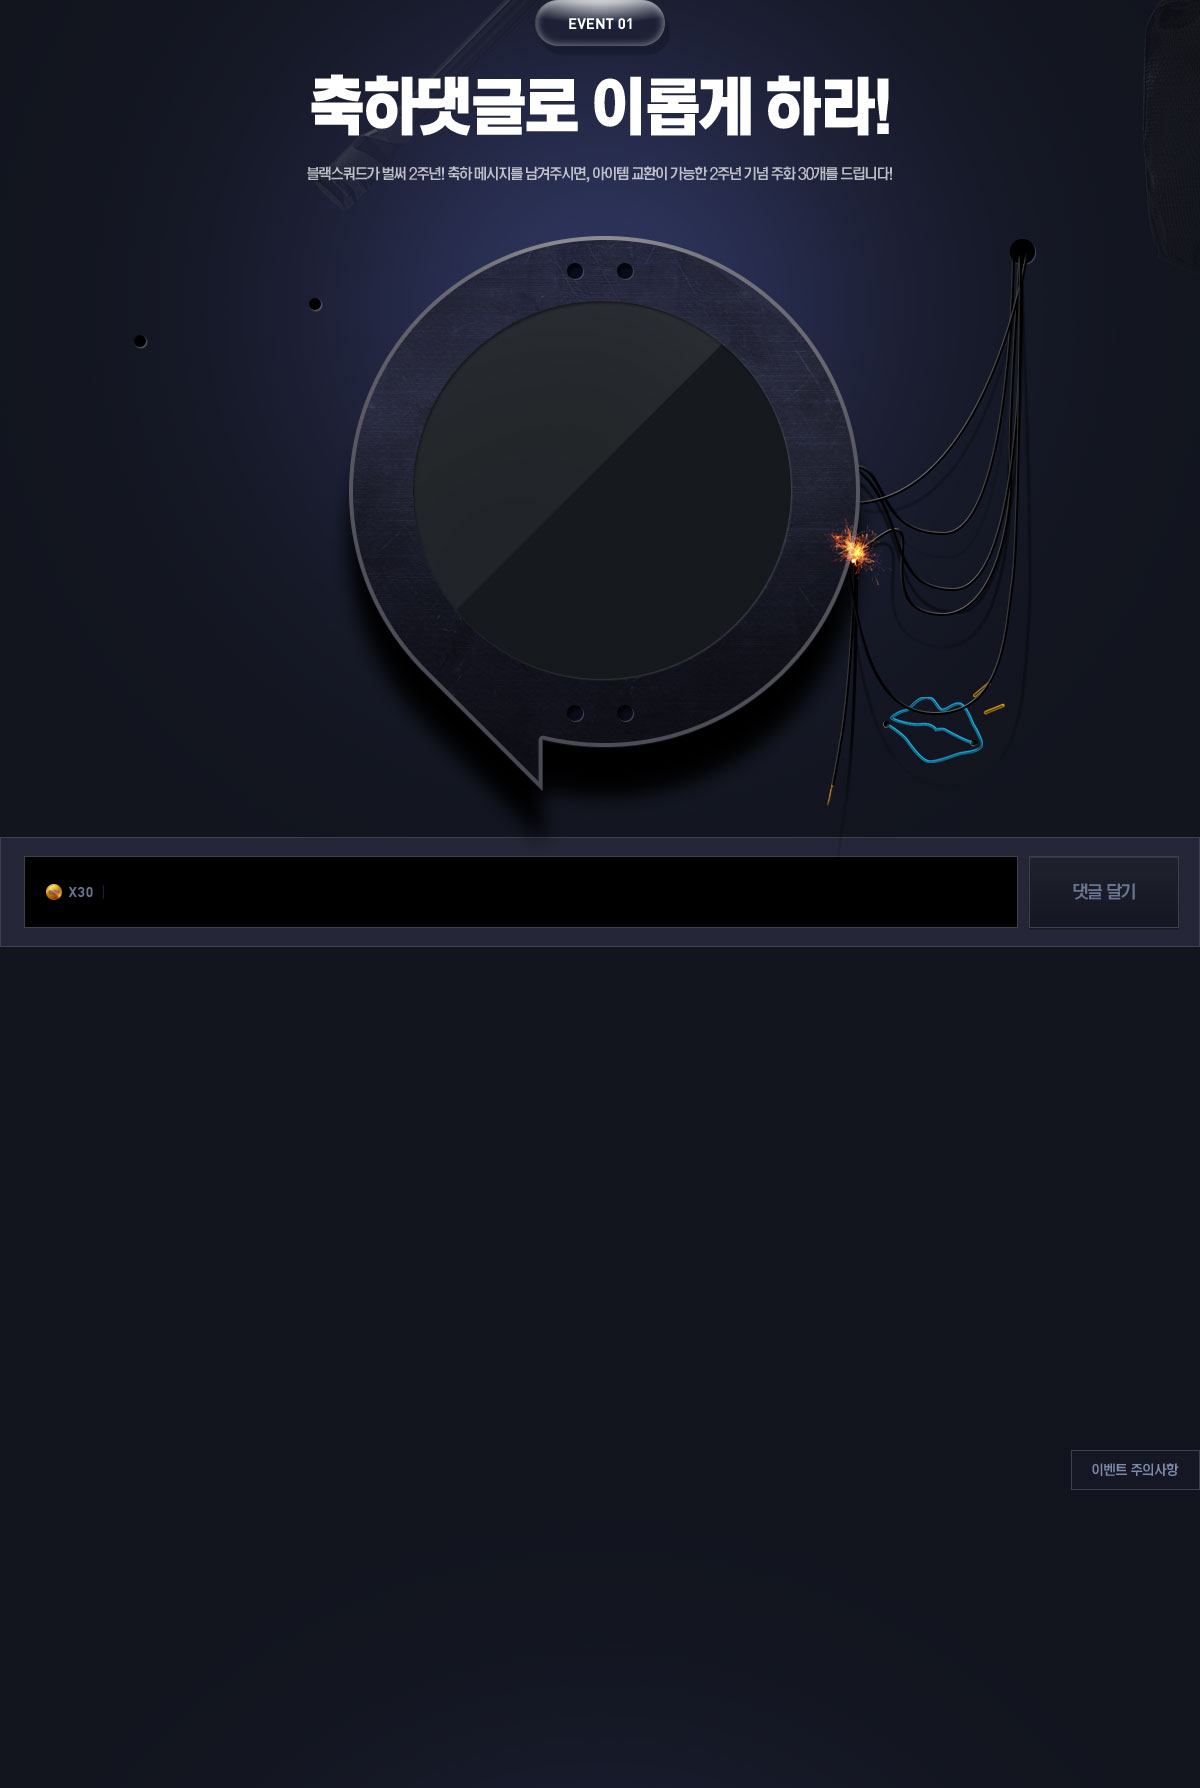 EVENT 01
축하댓글로 이롭게 하라!
블랙스쿼드가 벌써 2주년! 축하 메시지를 남겨주시면, 아이템 교환이 가능한 2주년 기념 주화 30개를 드립니다!
X30
댓글 달기
이벤트 주의사항